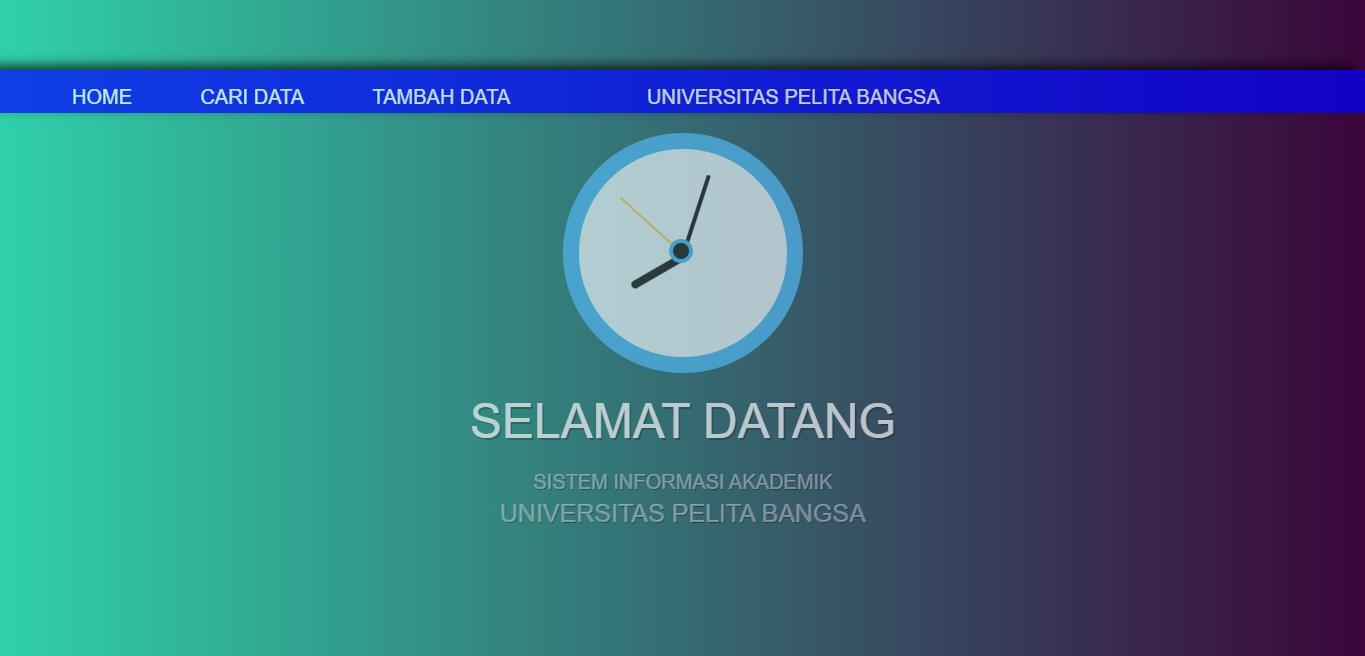 HOME CARI DATA TAMBAH DATA UNIVERSITAS PELITA BANGSA
SELAMAT DATANG
SISTEM INFORMASI AKADEMIK
UNIVERSITAS PELITA BANGSA